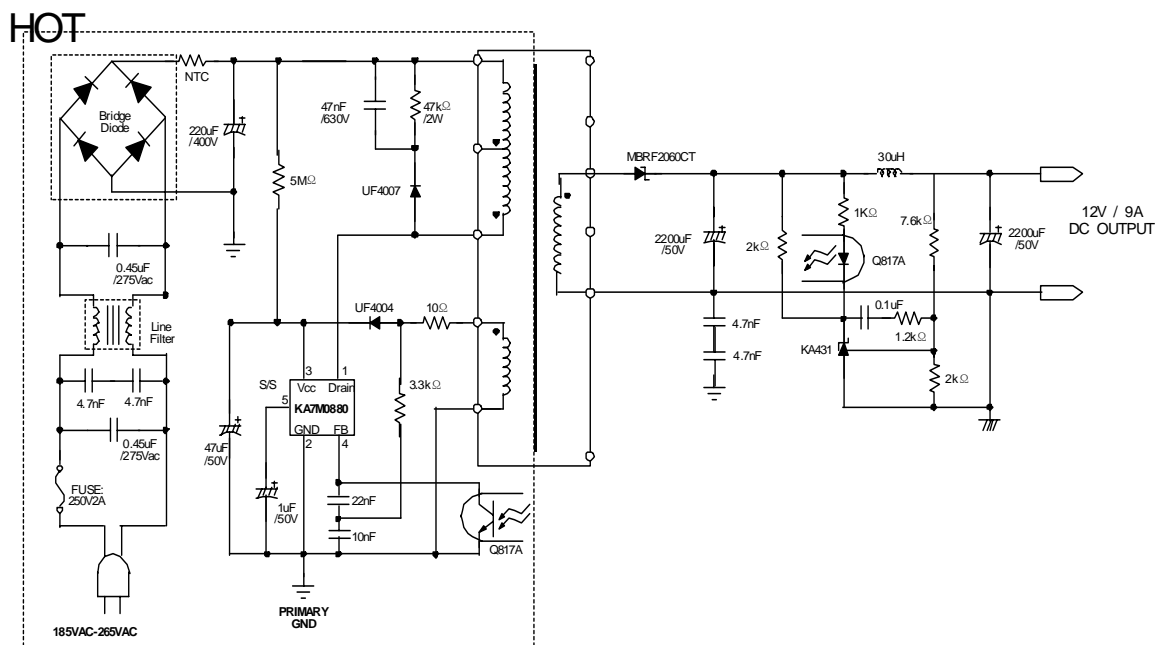 HOT
Bridge
Diode
NTC
220uF
/400V
5MΩ
47nF
/630V
47kΩ
/2W
UF4007
0.45uF
/275Vac
Line
Filter
4.7nF
4.7nF
0.45uF
/275Vac
FUSE:
250V2A
185VAC-265VAC
UF4004
10Ω
3.3kΩ
S/S
3
1
Vcc
Drain
5
KA7M0880
GND
FB
2
4
47uF
/50V
1uF
/50V
22nF
10nF
Q817A
PRIMARY
GND
MBRF2060CT
30uH
2200uF
/50V
2kΩ
1KΩ
Q817A
7.6kΩ
2200uF
/50V
12V / 9A
DC OUTPUT
0.1uF
1.2kΩ
KA431
2kΩ
4.7nF
4.7nF